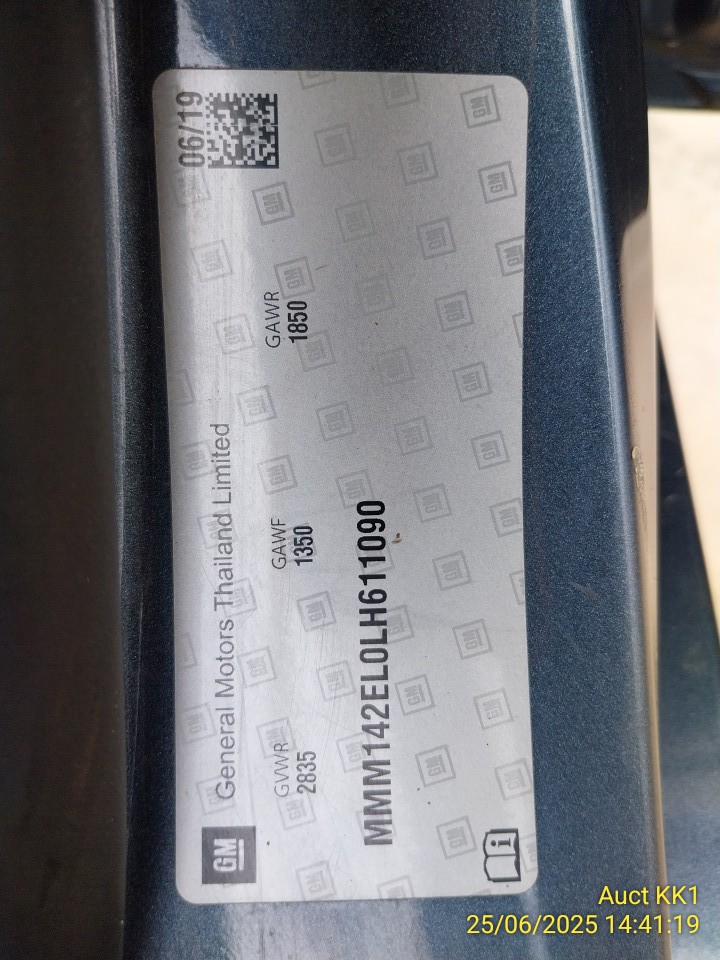 06/19
GM
General Motors Thailand Limited
GVWR
2835
GAWF
1350
GAWR
1850
MMM142EL0LH611090
Auct KK1
25/06/2025 14:41:19